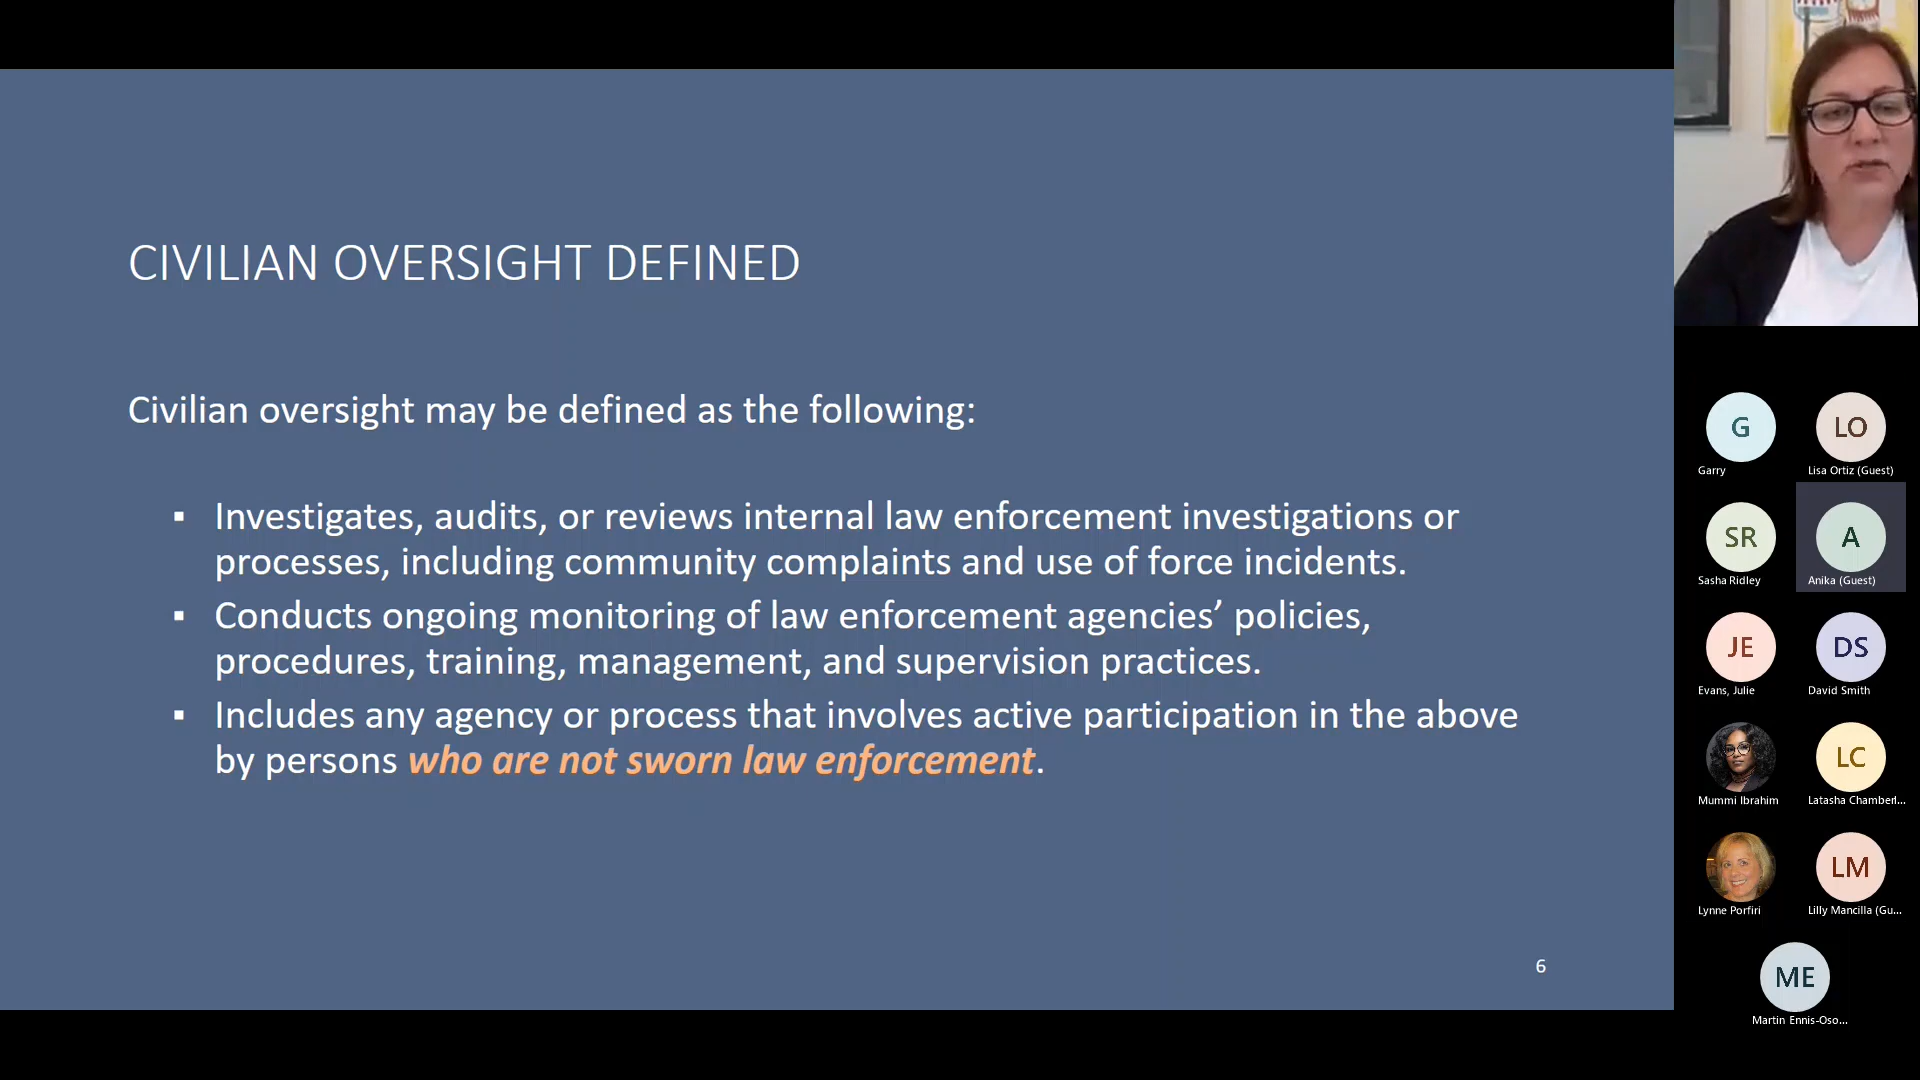 CIVILIAN OVERSIGHT DEFINED
Civilian oversight may be defined as the following:
▪ Investigates, audits, or reviews internal law enforcement investigations or
processes, including community complaints and use of force incidents.
▪ Conducts ongoing monitoring of law enforcement agencies’ policies,
procedures, training, management, and supervision practices.
▪ Includes any agency or process that involves active participation in the above
by persons who are not sworn law enforcement.
6
G
Garry
LO
Lisa Ortiz (Guest)
SR
Sasha Ridley
A
Anika (Guest)
JE
Evans, Julie
DS
David Smith
Mummi Ibrahim
LC
Latasha Chamberl...
Lynne Porfiri
LM
Lilly Mancilla (Gu...
ME
Martin Ennis-Oso...